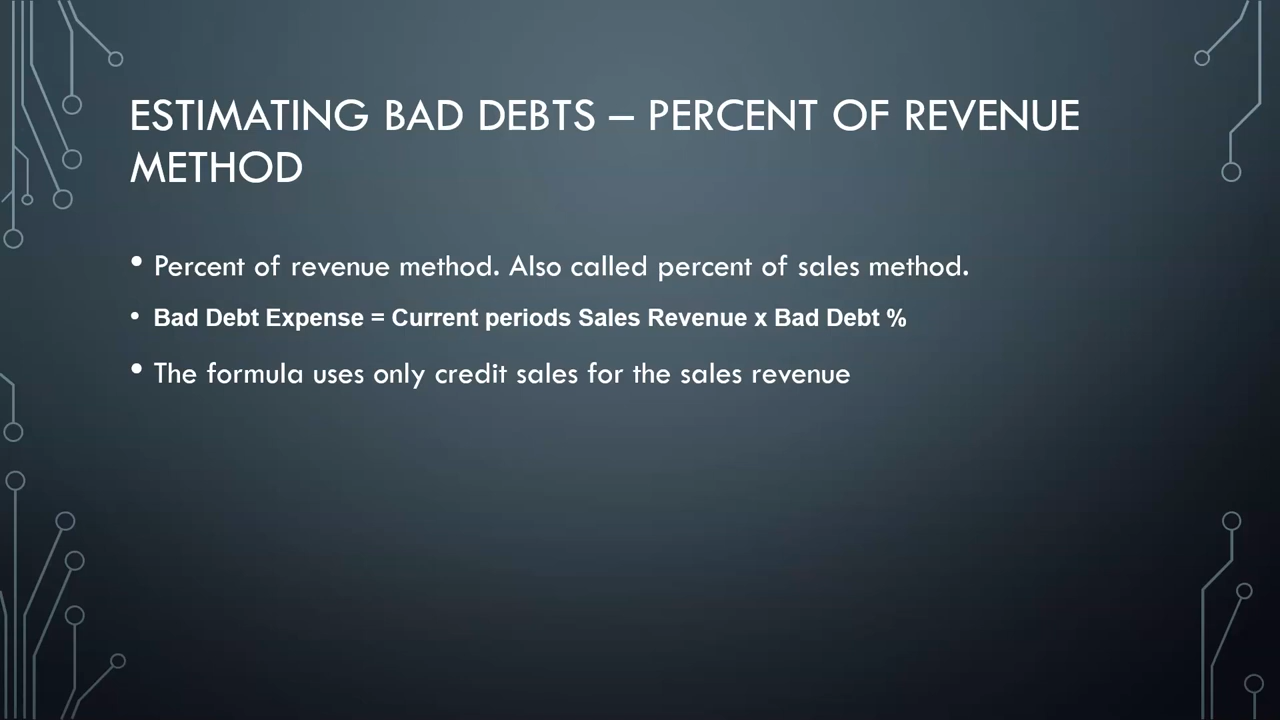 ESTIMATING BAD DEBTS – PERCENT OF REVENUE
METHOD
• Percent of revenue method. Also called percent of sales method.
• Bad Debt Expense = Current periods Sales Revenue x Bad Debt %
• The formula uses only credit sales for the sales revenue